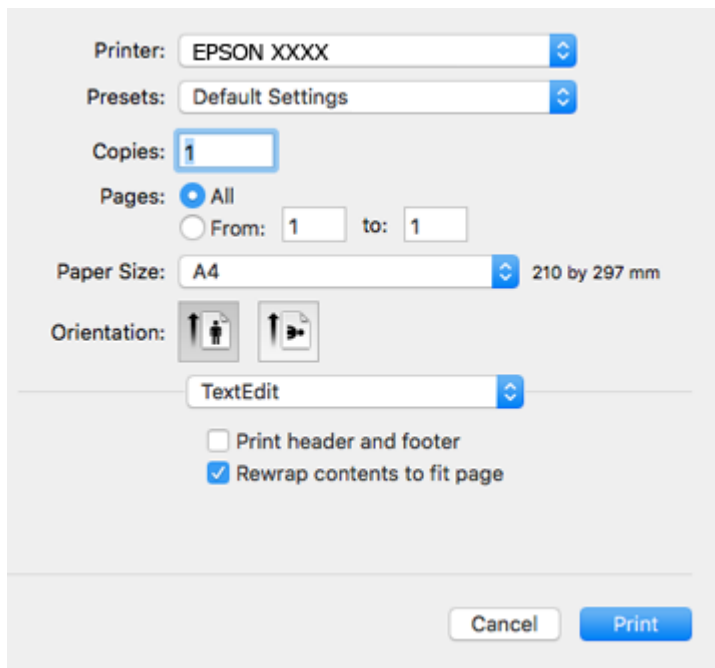 Printer: EPSON XXXX
Presets: Default Settings
Copies: 1
Pages: All
From: 1 to: 1
Paper Size: A4 210 by 297 mm
Orientation:
TextEdit
Print header and footer
Rewrap contents to fit page
Cancel Print